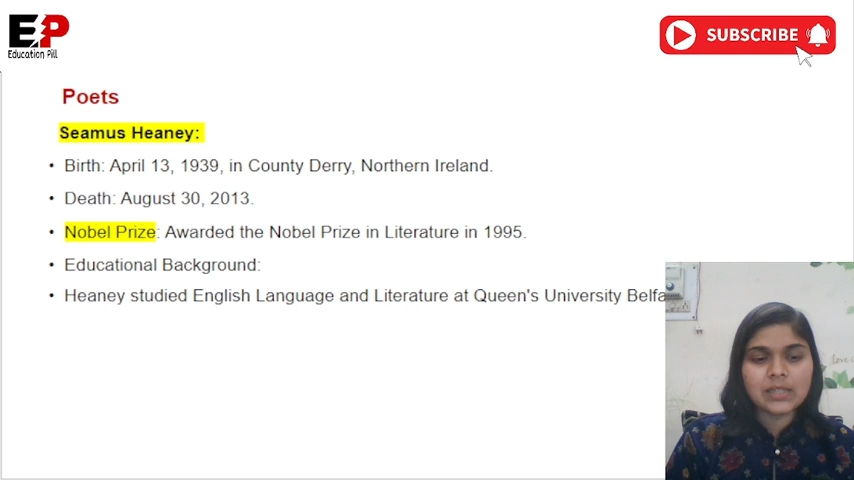 EP
Education Pill
SUBSCRIBE
Poets
Seamus Heaney:
• Birth: April 13, 1939, in County Derry, Northern Ireland.
• Death: August 30, 2013.
• Nobel Prize: Awarded the Nobel Prize in Literature in 1995.
• Educational Background:
• Heaney studied English Language and Literature at Queen's University Belfa